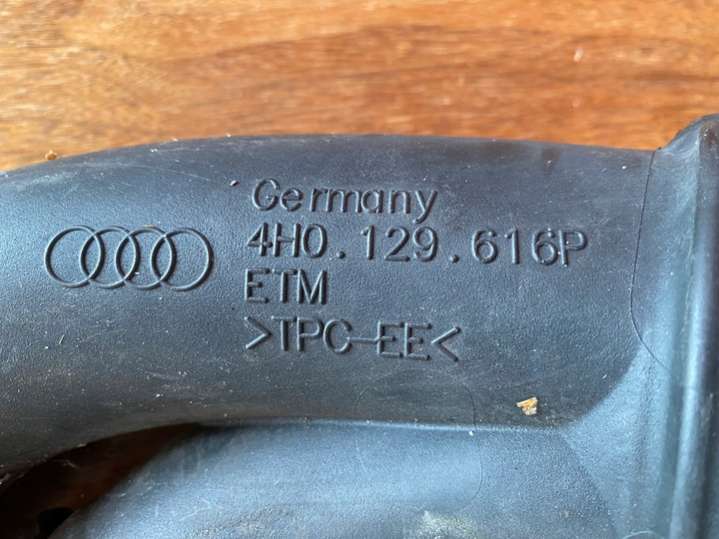 Germany
4H0.129.616P
ETM
>TPC-EE<